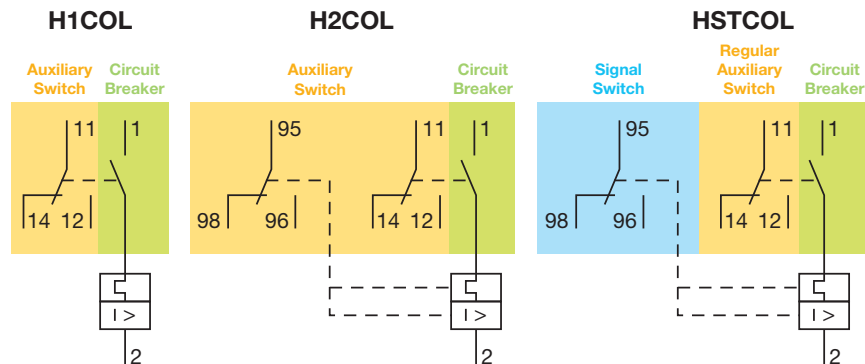 H1COL
H2COL
HSTCOL
Auxiliary
Switch
Circuit
Breaker
Auxiliary
Switch
Circuit
Breaker
Signal
Switch
Regular
Auxiliary
Switch
Circuit
Breaker
11
1
95
11
1
95
11
1
14
12
98
96
14
12
98
96
14
12
I >
I >
I >
2
2
2